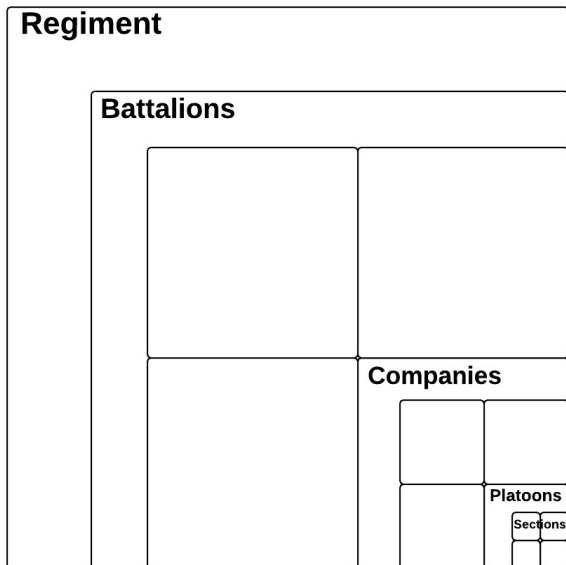 Regiment
Battalions
Companies
Platoons
Sections